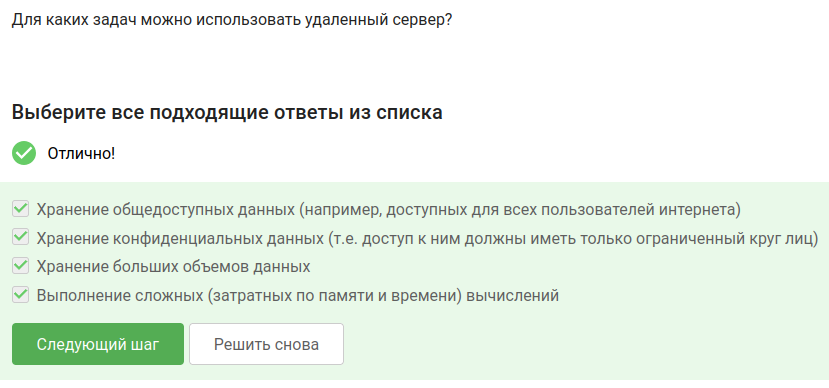 Для каких задач можно использовать удаленный сервер?
Выберите все подходящие ответы из списка
Отлично!
Хранение общедоступных данных (например, доступных для всех пользователей интернета)
Хранение конфиденциальных данных (т.е. доступ к ним должны иметь только ограниченный круг лиц)
Хранение больших объемов данных
Выполнение сложных (затратных по памяти и времени) вычислений
Следующий шаг
Решить снова